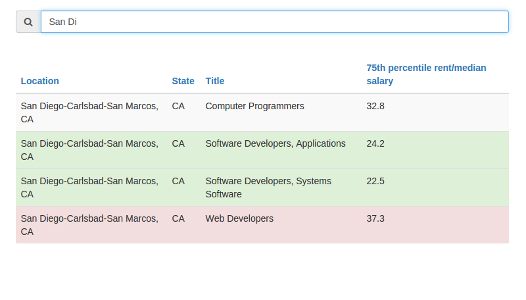 San Di
75th percentile rent/median
Location State Title salary
San Diego-Carlsbad-San Marcos, CA Computer Programmers 32.8
CA
San Diego-Carlsbad-San Marcos, CA Software Developers, Applications 24.2
CA
San Diego-Carlsbad-San Marcos, CA Software Developers, Systems 22.5
CA Software
San Diego-Carlsbad-San Marcos, CA Web Developers 37.3
CA